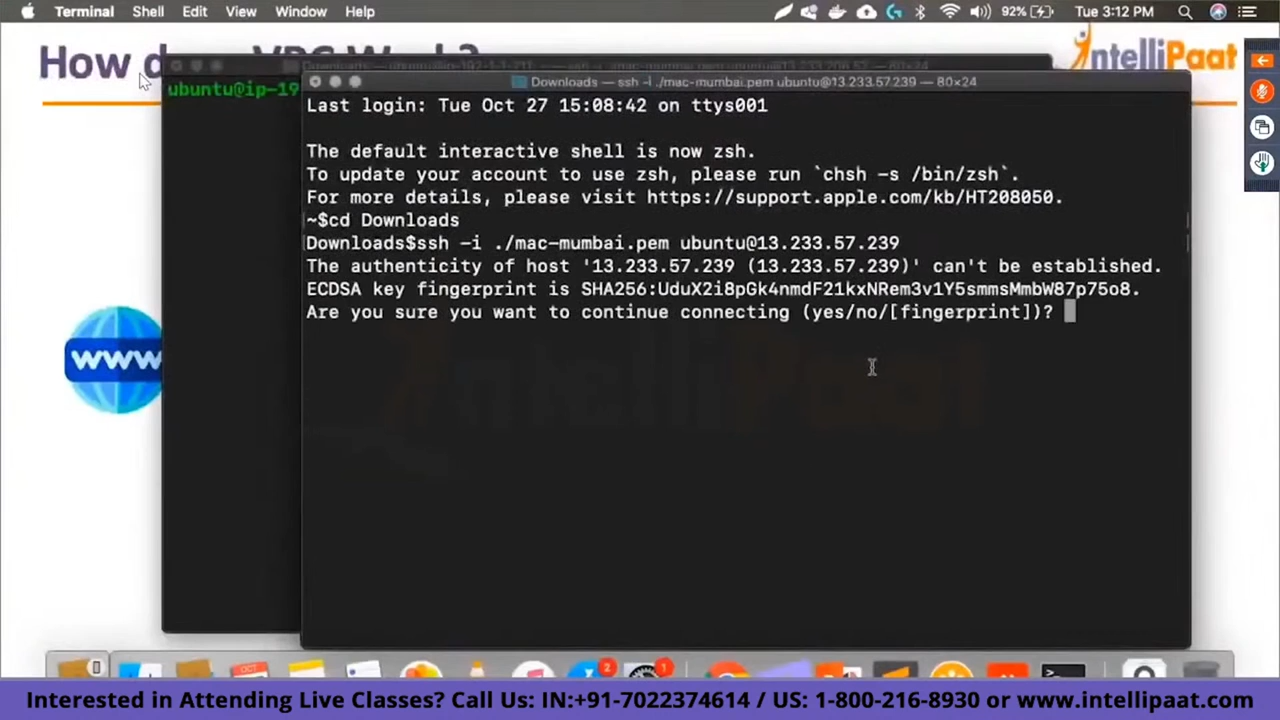 Terminal Shell Edit View Window Help 92% Tue 3:12 PM
How d VPC Work?
IntelliPaat
Downloads — ssh -i ./mac-mumbai.pem ubuntu@13.233.57.239 — 80×24
ubuntu@ip-19
Last login: Tue Oct 27 15:08:42 on ttys001
The default interactive shell is now zsh.
To update your account to use zsh, please run `chsh -s /bin/zsh`.
For more details, please visit https://support.apple.com/kb/HT208050.
~$cd Downloads
Downloads$ssh -i ./mac-mumbai.pem ubuntu@13.233.57.239
The authenticity of host '13.233.57.239 (13.233.57.239)' can't be established.
ECDSA key fingerprint is SHA256:UduX2i8pGk4nmdF21kxNRem3v1Y5smmsMmbW87p75o8.
Are you sure you want to continue connecting (yes/no/[fingerprint])?
WWW
IntelliPaat
OCT
2
1
Interested in Attending Live Classes? Call Us: IN:+91-7022374614 / US: 1-800-216-8930 or www.intellipaat.com